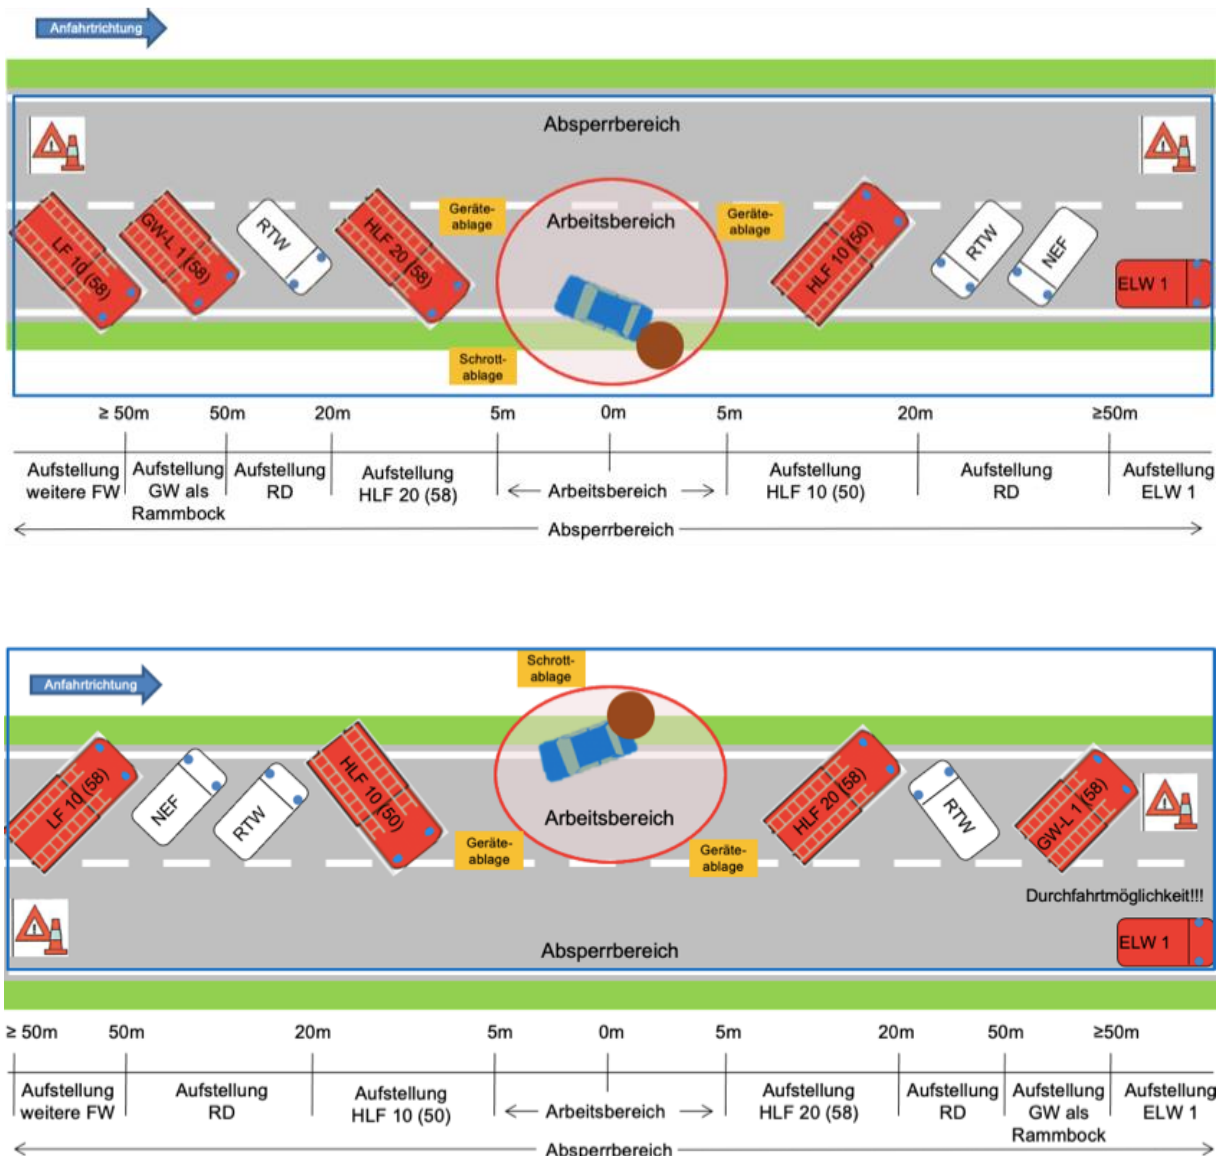 Anfahrtrichtung
Absperrbereich
Arbeitsbereich
Geräte-
ablage
Geräte-
ablage
LF 10 (58)
GW-L 1 (58)
RTW
HLF 20 (58)
HLF 10 (50)
RTW
NEF
ELW 1
Schrott-
ablage
≥ 50m 50m 20m 5m 0m 5m 20m ≥50m
Aufstellung
weitere FW
Aufstellung
GW als
Rammbock
Aufstellung
RD
Aufstellung
HLF 20 (58)
Arbeitsbereich
Aufstellung
HLF 10 (50)
Aufstellung
RD
Aufstellung
ELW 1
Absperrbereich
Schrott-
ablage
Anfahrtrichtung
LF 10 (58)
NEF
RTW
HLF 10 (50)
Arbeitsbereich
HLF 20 (58)
RTW
GW-L 1 (58)
Geräte-
ablage
Geräte-
ablage
Durchfahrtmöglichkeit!!!
Absperrbereich
ELW 1
≥ 50m 50m 20m 5m 0m 5m 20m 50m ≥50m
Aufstellung
weitere FW
Aufstellung
RD
Aufstellung
HLF 10 (50)
Arbeitsbereich
Aufstellung
HLF 20 (58)
Aufstellung
RD
Aufstellung
GW als
Rammbock
Aufstellung
ELW 1
Absperrbereich